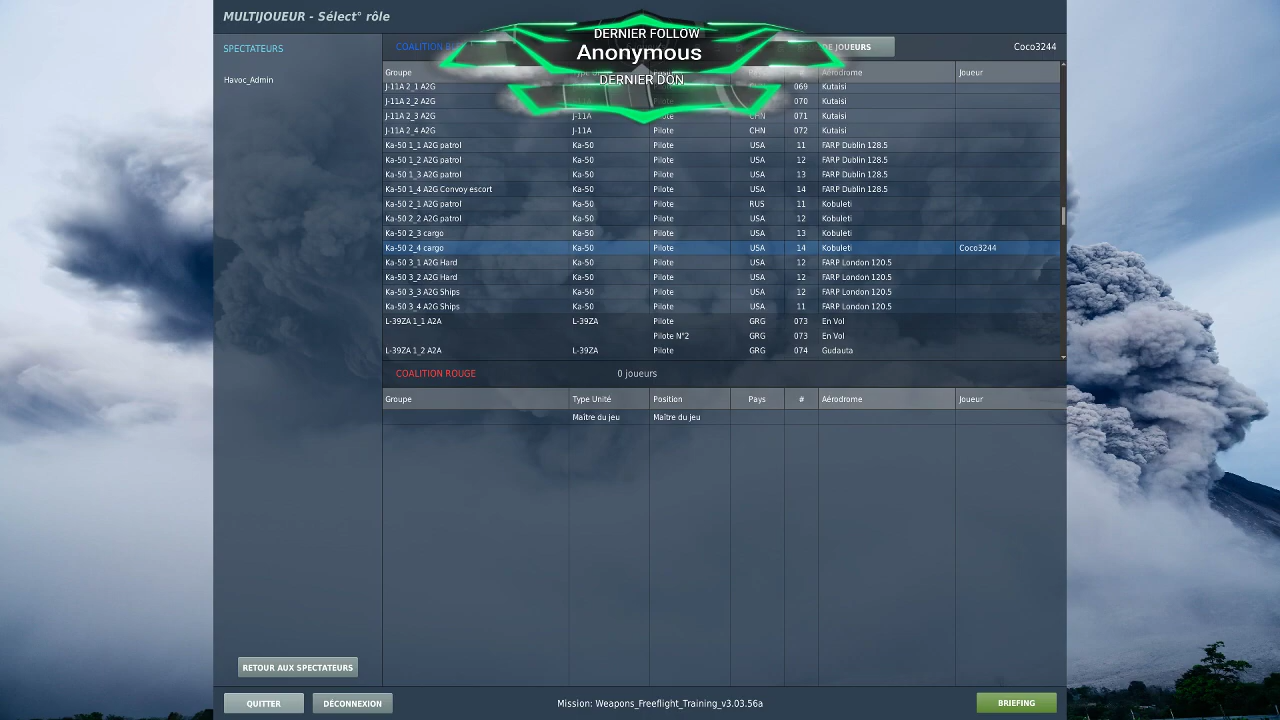 MULTIJOUEUR - Sélect° rôle
DERNIER FOLLOW
Anonymous
DERNIER DON
SPECTATEURS
Havoc_Admin
COALITION
DE JOUEURS
Coco3244
Groupe # Aérodrome Joueur
J-11A 2_1 A2G 069 Kutaisi
J-11A 2_2 A2G 070 Kutaisi
J-11A 2_3 A2G J-11A Pilote CHN 071 Kutaisi
J-11A 2_4 A2G J-11A Pilote CHN 072 Kutaisi
Ka-50 1_1 A2G patrol Ka-50 Pilote USA 11 FARP Dublin 128.5
Ka-50 1_2 A2G patrol Ka-50 Pilote USA 12 FARP Dublin 128.5
Ka-50 1_3 A2G patrol Ka-50 Pilote USA 13 FARP Dublin 128.5
Ka-50 1_4 A2G Convoy escort Ka-50 Pilote USA 14 FARP Dublin 128.5
Ka-50 2_1 A2G patrol Ka-50 Pilote RUS 11 Kobuleti
Ka-50 2_2 A2G patrol Ka-50 Pilote USA 12 Kobuleti
Ka-50 2_3 cargo Ka-50 Pilote USA 13 Kobuleti
Ka-50 2_4 cargo Ka-50 Pilote USA 14 Kobuleti Coco3244
Ka-50 3_1 A2G Hard Ka-50 Pilote USA 12 FARP London 120.5
Ka-50 3_2 A2G Hard Ka-50 Pilote USA 12 FARP London 120.5
Ka-50 3_3 A2G Ships Ka-50 Pilote USA 12 FARP London 120.5
Ka-50 3_4 A2G Ships Ka-50 Pilote USA 11 FARP London 120.5
L-39ZA 1_1 A2A L-39ZA Pilote GRG 073 En Vol
Pilote N°2 GRG 073 En Vol
L-39ZA 1_2 A2A L-39ZA Pilote GRG 074 Gudauta
COALITION ROUGE 0 joueurs
Groupe Type Unité Position Pays # Aérodrome Joueur
Maître du jeu Maître du jeu
RETOUR AUX SPECTATEURS
QUITTER DÉCONNEXION Mission: Weapons_Freeflight_Training_v3.03.56a BRIEFING